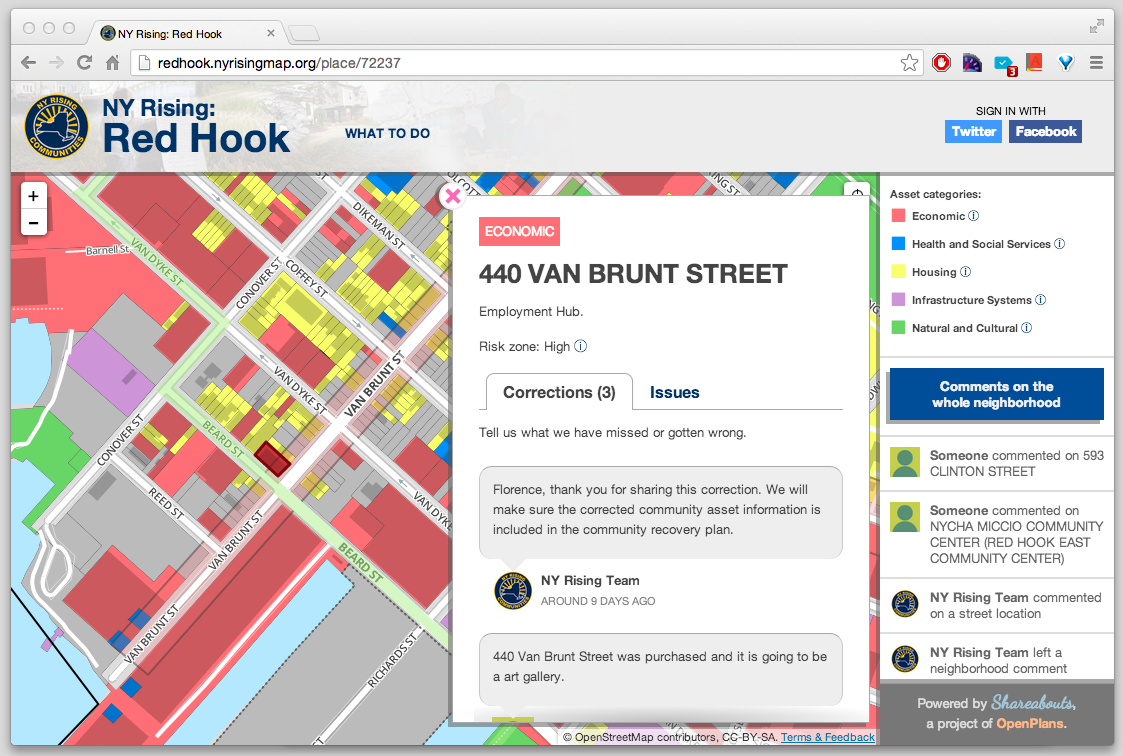 NY Rising: Red Hook
redhook.nyrisingmap.org/place/72237
3
NY RISING
COMMUNITIES
NY Rising:
Red Hook
WHAT TO DO
SIGN IN WITH
Twitter
Facebook
+
−
Barnell St
VAN DYKE ST
CONOVER ST
COFFEY ST
DIKEMAN ST
VAN BRUNT ST
VAN DYKE ST
BEARD ST
CONOVER ST
REED ST
VAN BRUNT ST
VAN DYKE
BEARD ST
VAN BRUNT ST
RICHARDS ST
ECONOMIC
440 VAN BRUNT STREET
Employment Hub.
Risk zone: High
Corrections (3)
Issues
Tell us what we have missed or gotten wrong.
Florence, thank you for sharing this correction. We will
make sure the corrected community asset information is
included in the community recovery plan.
NY Rising Team
AROUND 9 DAYS AGO
440 Van Brunt Street was purchased and it is going to be
a art gallery.
© OpenStreetMap contributors, CC-BY-SA. Terms & Feedback
Asset categories:
Economic
Health and Social Services
Housing
Infrastructure Systems
Natural and Cultural
Comments on the
whole neighborhood
Someone commented on 593
CLINTON STREET
Someone commented on
NYCHA MICCIO COMMUNITY
CENTER (RED HOOK EAST
COMMUNITY CENTER)
NY Rising Team commented
on a street location
NY Rising Team left a
neighborhood comment
Powered by Shareabouts,
a project of OpenPlans.